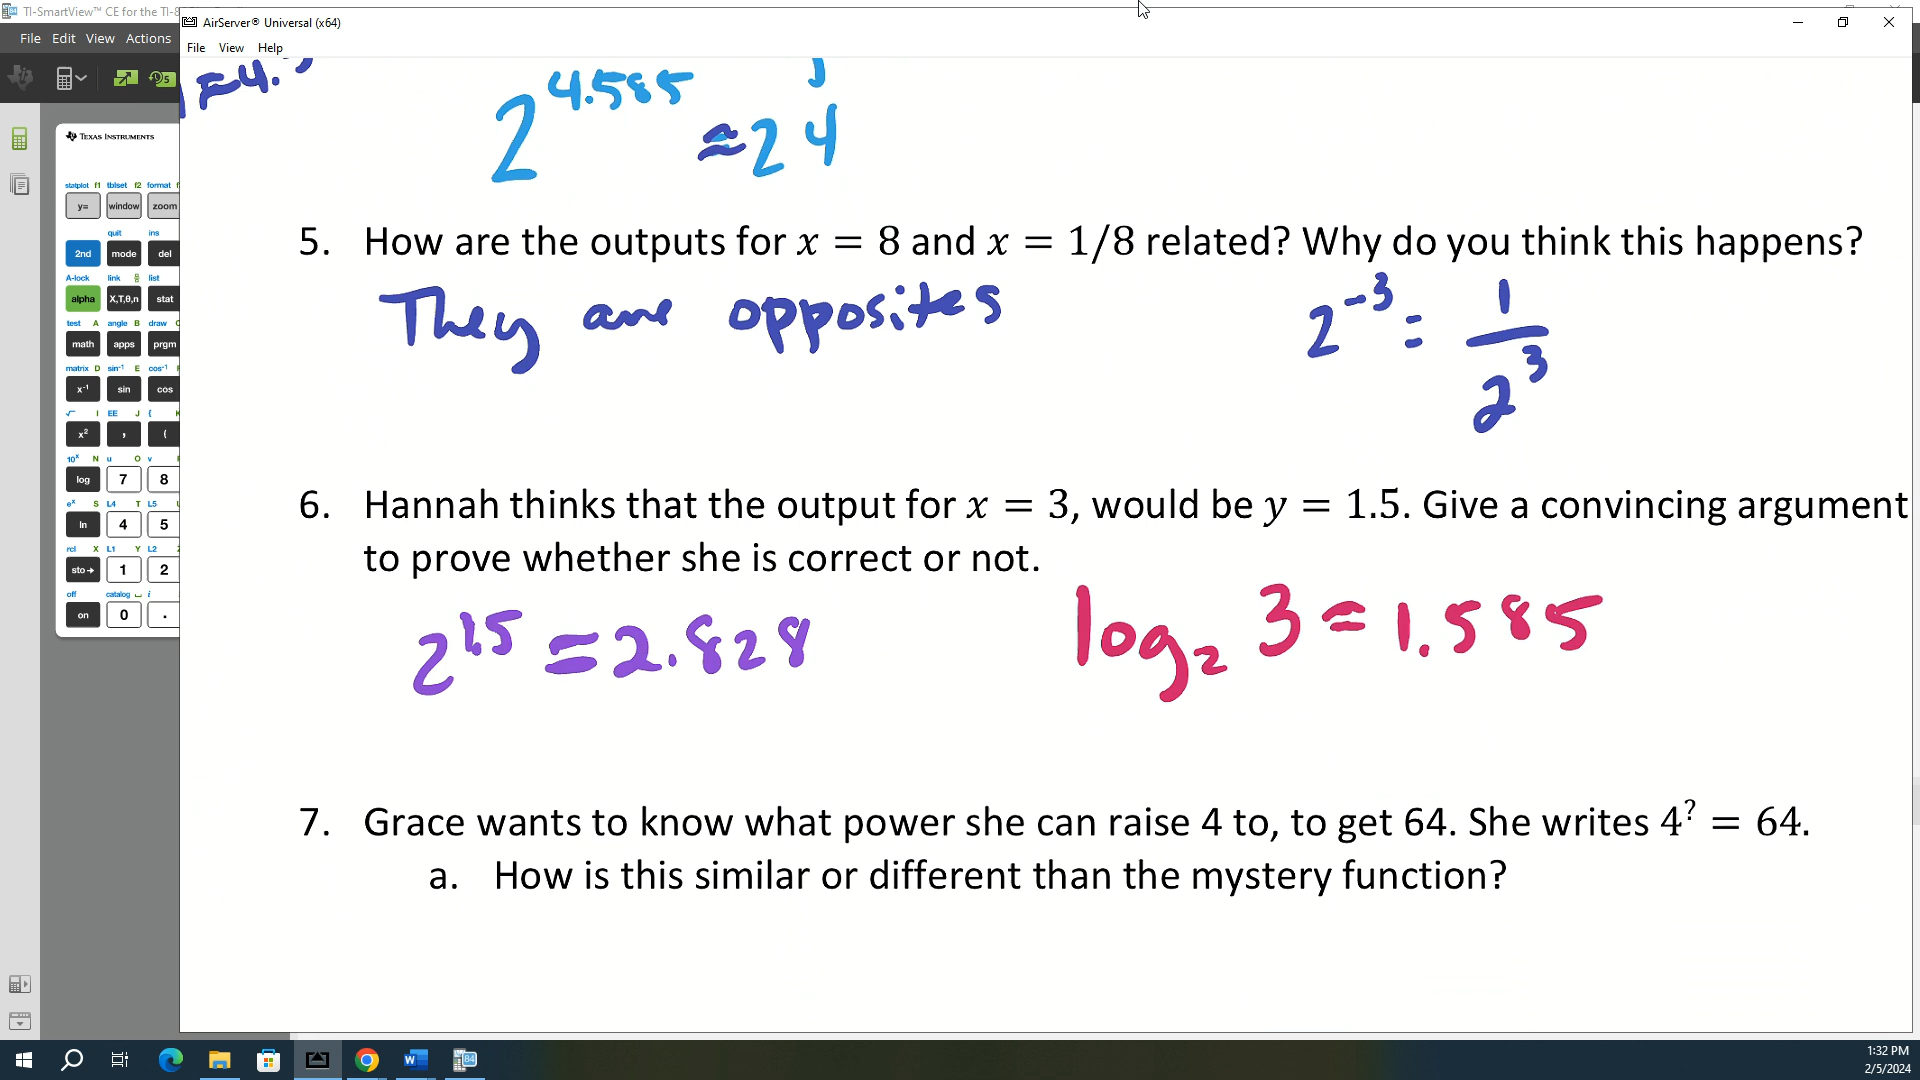 TI-SmartView™ CE for the TI-8
AirServer® Universal (x64)
File Edit View Actions
File View Help
≈4.
2^4.585 ≈ 24
TEXAS INSTRUMENTS
statplot f1 tblset f2 format f
y= window zoom
quit ins
2nd mode del
A-lock link list
alpha X,T,θ,n stat
test A angle B draw C
math apps prgm
matrix D sin⁻¹ E cos⁻¹ F
x⁻¹ sin cos
√ I EE J {
x² , (
10ˣ N u O v
log 7 8
eˣ S L4 T L5
ln 4 5
rcl X L1 Y L2
sto→ 1 2
off catalog i
on 0 .
5. How are the outputs for x = 8 and x = 1/8 related? Why do you think this happens?
They are opposites
2^-3 = 1/2^3
6. Hannah thinks that the output for x = 3, would be y = 1.5. Give a convincing argument
to prove whether she is correct or not.
2^1.5 = 2.828
log₂ 3 = 1.585
7. Grace wants to know what power she can raise 4 to, to get 64. She writes 4^? = 64.
a. How is this similar or different than the mystery function?
1:32 PM
2/5/2024